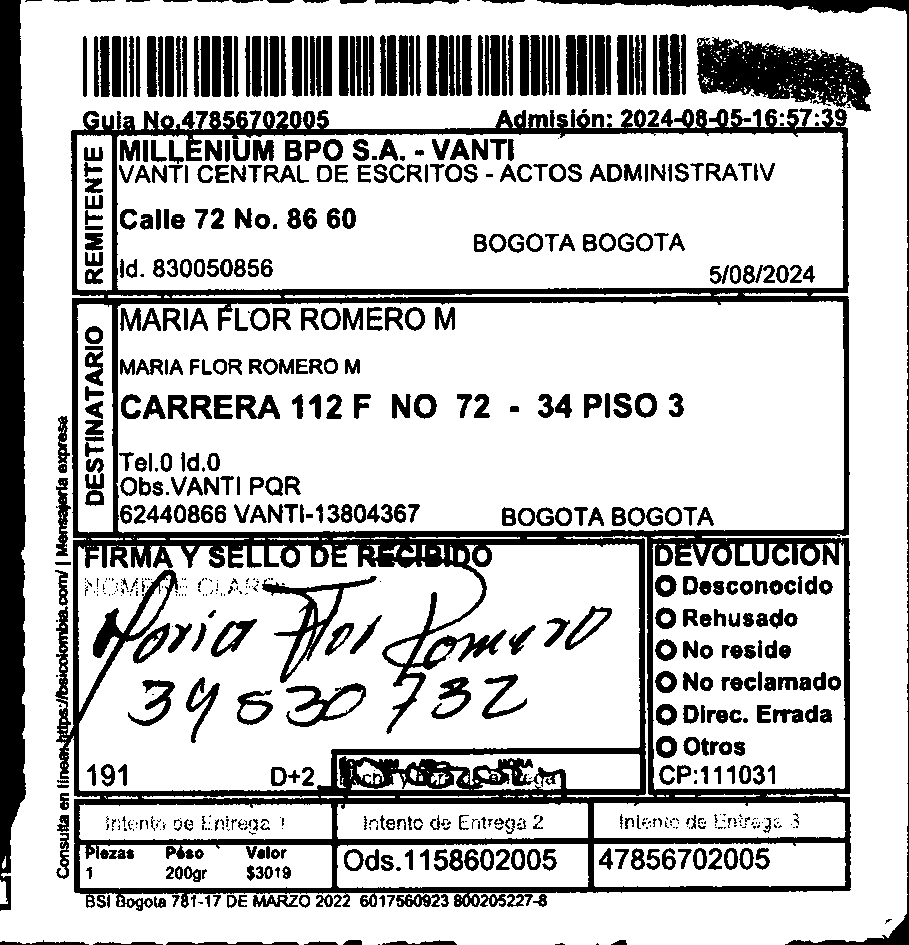 Guia No.47856702005 Admisión: 2024-08-05-16:57:39
REMITENTE
MILLENIUM BPO S.A. - VANTI
VANTI CENTRAL DE ESCRITOS - ACTOS ADMINISTRATIV
Calle 72 No. 86 60
BOGOTA BOGOTA
Id. 830050856
5/08/2024
DESTINATARIO
MARIA FLOR ROMERO M
MARIA FLOR ROMERO M
CARRERA 112 F NO 72 - 34 PISO 3
Tel.0 Id.0
Obs.VANTI PQR
62440866 VANTI-13804367 BOGOTA BOGOTA
Consulta en línea: https://bsicolombia.com/ | Mensajería expresa
FIRMA Y SELLO DE RECIBIDO
NOMBRE CLARO
Maria Flor Romero
39 530 732
191 D+2
HORA
DEVOLUCION
Desconocido
Rehusado
No reside
No reclamado
Direc. Errada
Otros
CP:111031
Intento de Entrega 1 Intento de Entrega 2 Intento de Entrega 3
Piezas Peso Valor
1 200gr $3019
Ods.1158602005 47856702005
BSI Bogota 781-17 DE MARZO 2022 6017560923 800205227-8